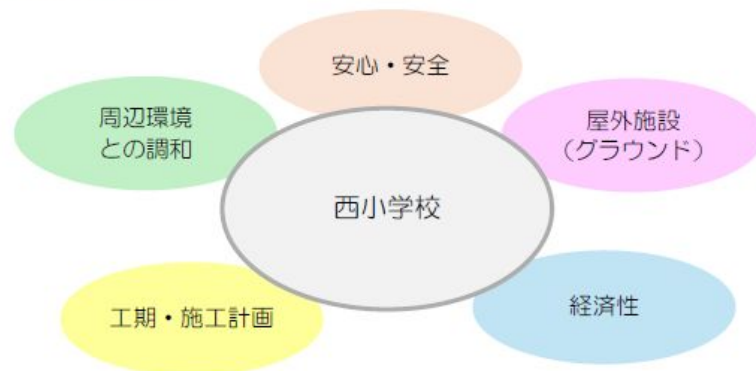 安心・安全
周辺環境
との調和
屋外施設
（グラウンド）
西小学校
工期・施工計画
経済性